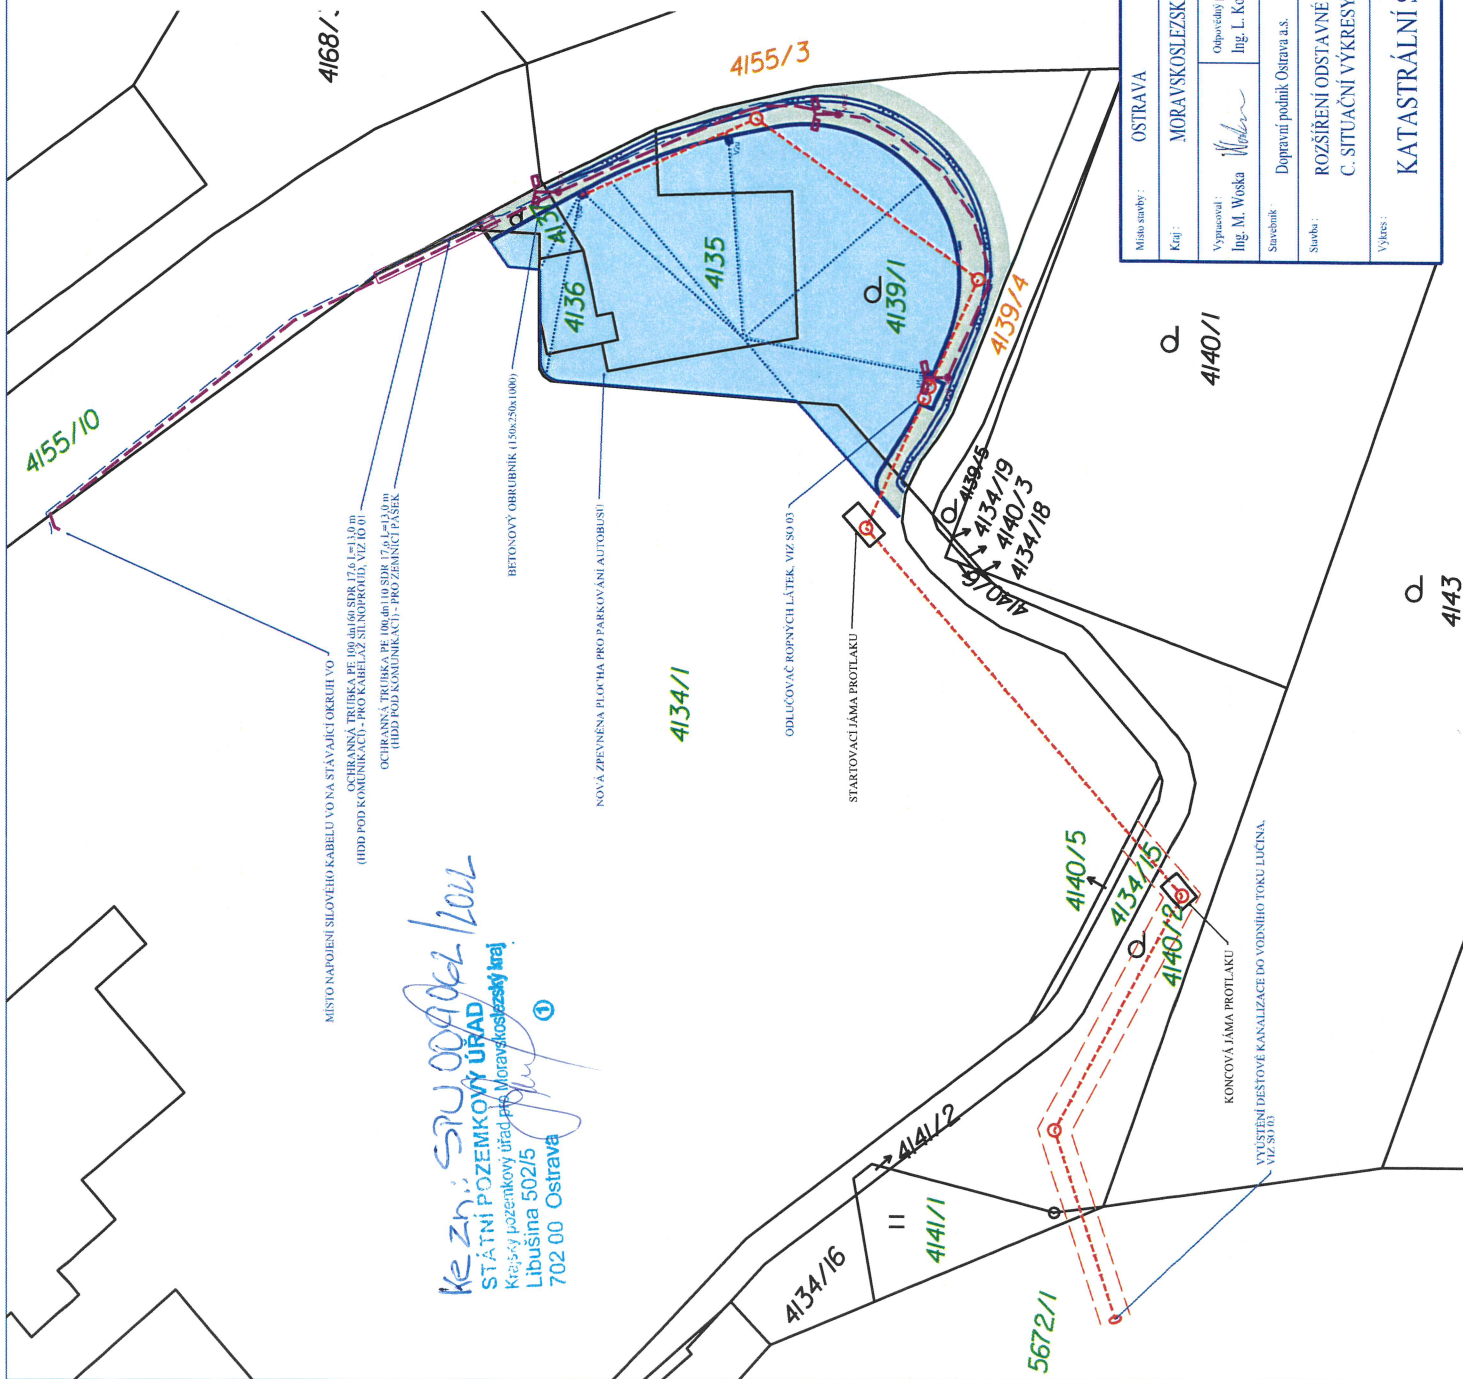 4168/
4155/3
4155/10
4137
4136
4135
4139/1
4139/4
4140/1
4139/5
4134/19
4140/3
4134/18
4140/6
4143
4134/1
4140/5
4134/15
4140/2
4141/2
4141/1
4134/16
5672/1
MÍSTO NAPOJENÍ SILOVÉHO KABELU VO NA STÁVAJÍCÍ OKRUH VO
OCHRANNÁ TRUBKA PE 100 dn160 SDR 17,6 L=13,0 m
(HDD POD KOMUNIKACÍ) - PRO KABELÁŽ SILNOPROUD, VIZ IO 01
OCHRANNÁ TRUBKA PE 100 dn110 SDR 17,6 L=13,0 m
(HDD POD KOMUNIKACÍ) - PRO ZEMNÍCÍ PÁSEK
BETONOVÝ OBRUBNÍK (150x250x1000)
NOVÁ ZPEVNĚNÁ PLOCHA PRO PARKOVÁNÍ AUTOBUSŮ
ODLUČOVAČ ROPNÝCH LÁTEK, VIZ SO 03
STARTOVACÍ JÁMA PROTLAKU
KONCOVÁ JÁMA PROTLAKU
VYÚSTĚNÍ DEŠŤOVÉ KANALIZACE DO VODNÍHO TOKU LUČINA,
VIZ SO 03
Ke zn.: SPU
/2022
STÁTNÍ POZEMKOVÝ ÚŘAD
Krajský pozemkový úřad pro Moravskoslezský kraj
Libušina 502/5
702 00 Ostrava
1
Místo stavby: OSTRAVA
Kraj: MORAVSKOSLEZSK
Vypracoval: Odpovědný
Ing. M. Woska Ing. L. Ko
Stavebník: Dopravní podnik Ostrava a.s.
Stavba: ROZŠÍŘENÍ ODSTAVNÉ
C. SITUAČNÍ VÝKRESY
Výkres: KATASTRÁLNÍ S